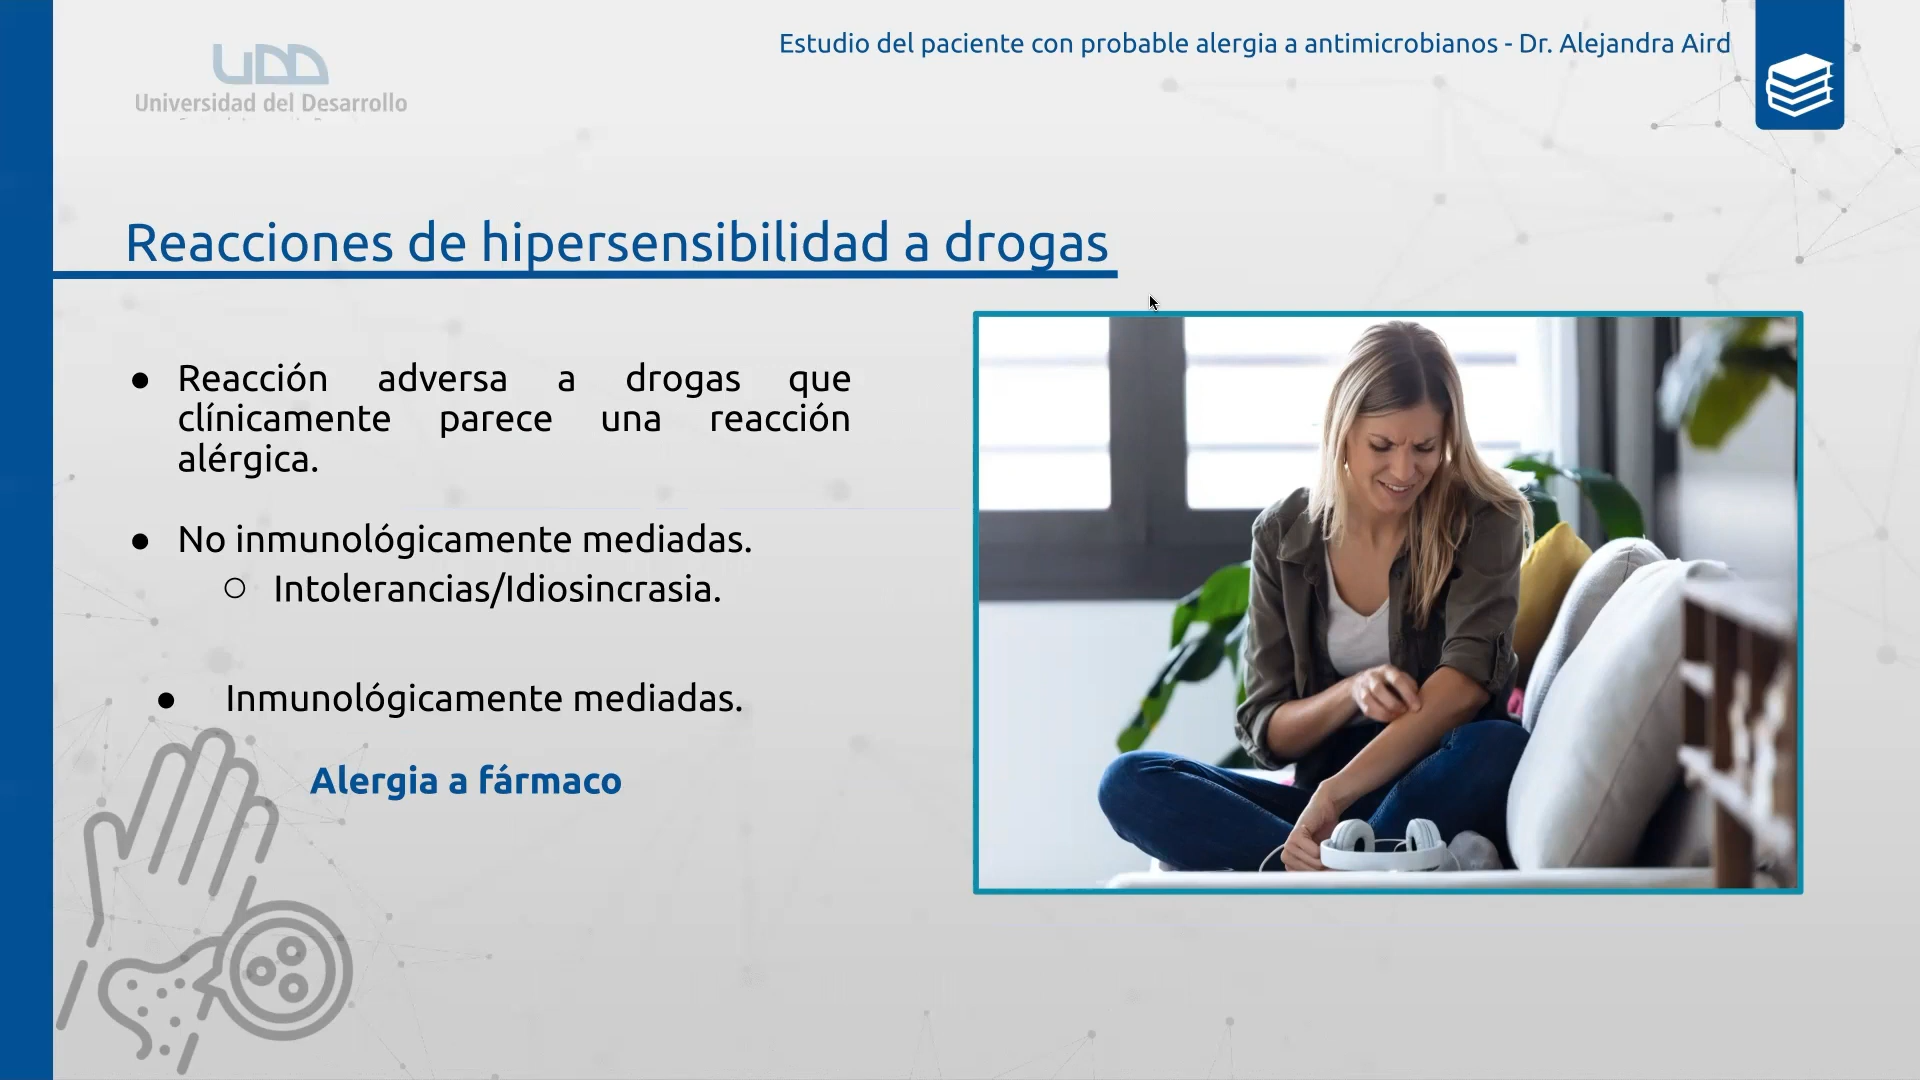 Estudio del paciente con probable alergia a antimicrobianos - Dr. Alejandra Aird
UDD
Universidad del Desarrollo
Reacciones de hipersensibilidad a drogas
● Reacción adversa a drogas que
clínicamente parece una reacción
alérgica.
● No inmunológicamente mediadas.
○ Intolerancias/Idiosincrasia.
● Inmunológicamente mediadas.
Alergia a fármaco